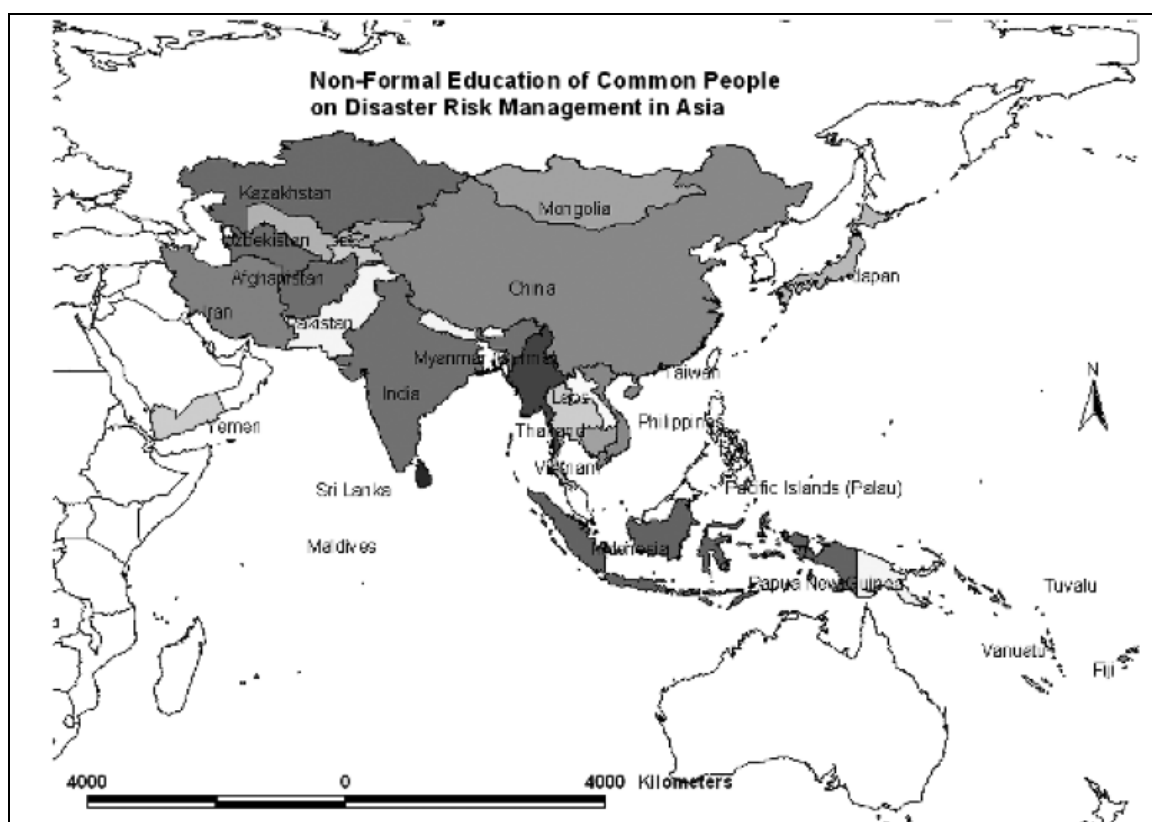 Non-Formal Education of Common People
on Disaster Risk Management in Asia
Kazakhstan
Mongolia
Uzbekistan
Afghanistan
China
Japan
Iran
Pakistan
Myanmar
India
Taiwan
Laos
Thailand
Philippines
Yemen
Vietnam
Sri Lanka
Pacific Islands (Palau)
Maldives
Indonesia
Papua New Guinea
Tuvalu
Vanuatu
Fiji
N
4000 0 4000 Kilometers